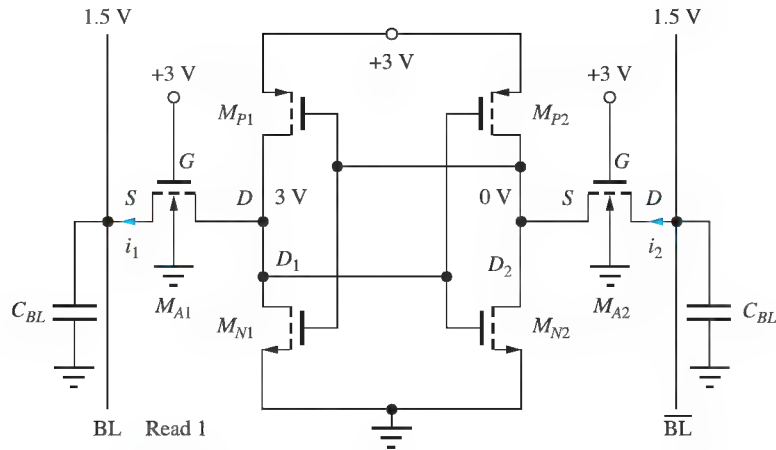 1.5 V
1.5 V
+3 V
+3 V
+3 V
M_P1
M_P2
G
G
S
D
3 V
0 V
S
D
i_1
i_2
D_1
D_2
C_BL
M_A1
M_N1
M_N2
M_A2
C_BL
BL
Read 1
B̅L̅